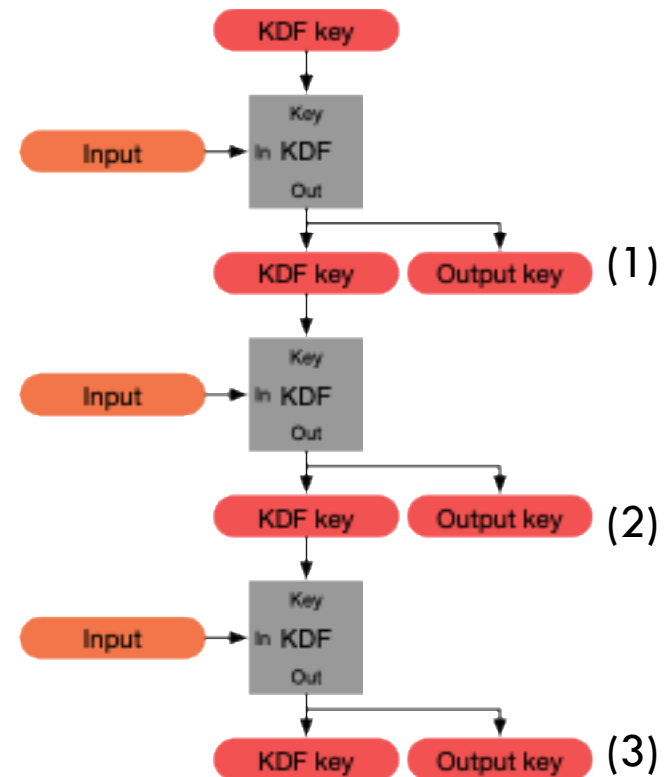 KDF key
Key
Input
In KDF
Out
KDF key Output key (1)
Key
Input
In KDF
Out
KDF key Output key (2)
Key
Input
In KDF
Out
KDF key Output key (3)